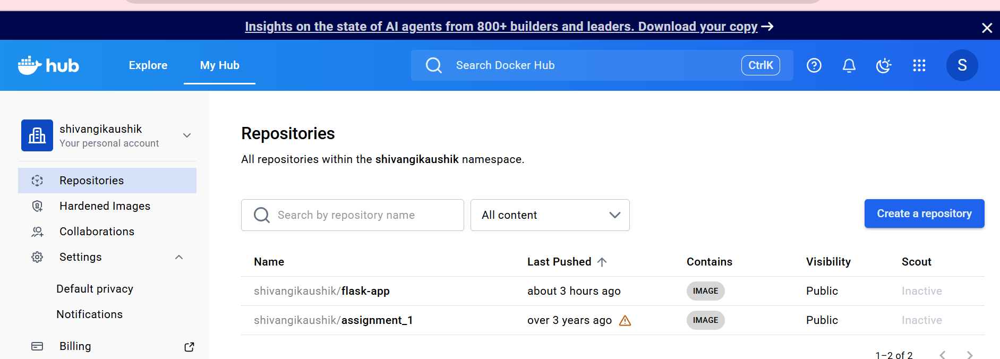 Insights on the state of AI agents from 800+ builders and leaders. Download your copy
hub
Explore
My Hub
Search Docker Hub
CtrlK
S
shivangikaushik
Your personal account
Repositories
Hardened Images
Collaborations
Settings
Default privacy
Notifications
Billing
Repositories
All repositories within the shivangikaushik namespace.
Search by repository name
All content
Create a repository
Name Last Pushed Contains Visibility Scout
shivangikaushik/flask-app about 3 hours ago IMAGE Public Inactive
shivangikaushik/assignment_1 over 3 years ago IMAGE Public Inactive
1–2 of 2